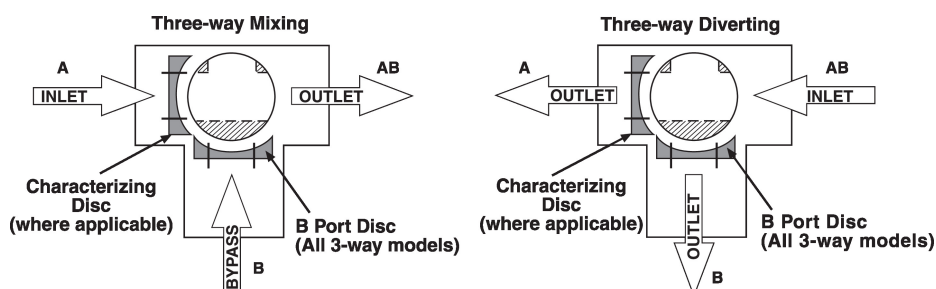 Three-way Mixing
A
INLET
AB
OUTLET
Characterizing
Disc
(where applicable)
BYPASS
B
B Port Disc
(All 3-way models)
Three-way Diverting
A
OUTLET
AB
INLET
Characterizing
Disc
(where applicable)
OUTLET
B
B Port Disc
(All 3-way models)